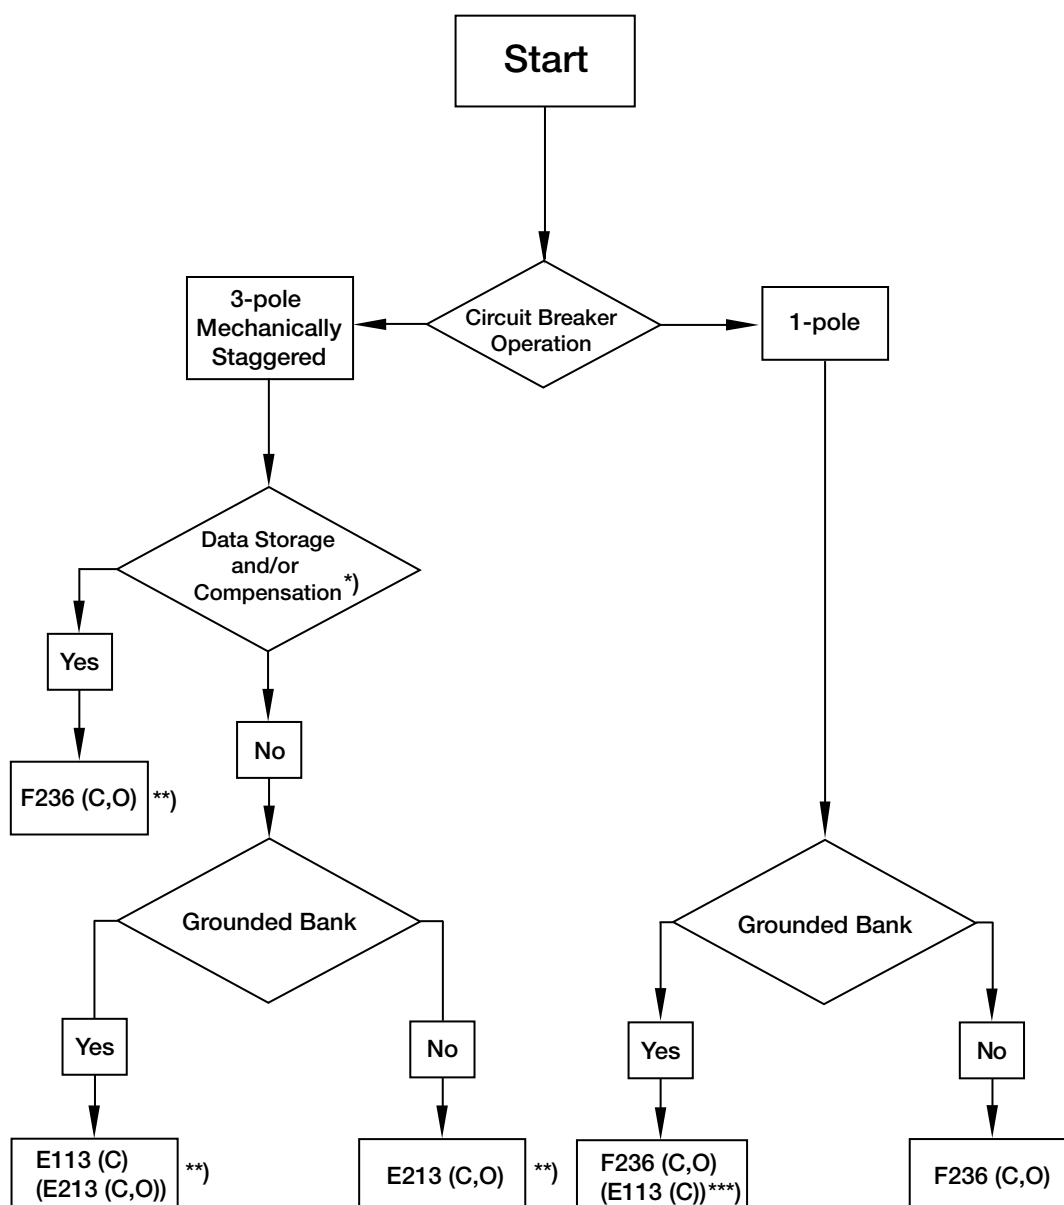 Start
Circuit Breaker
Operation
3-pole
Mechanically
Staggered
1-pole
Data Storage
and/or
Compensation *)
Yes
No
F236 (C,O) **)
Grounded Bank
Grounded Bank
Yes
No
Yes
No
E113 (C)
(E213 (C,O)) **)
E213 (C,O) **)
F236 (C,O)
(E113 (C))***)
F236 (C,O)